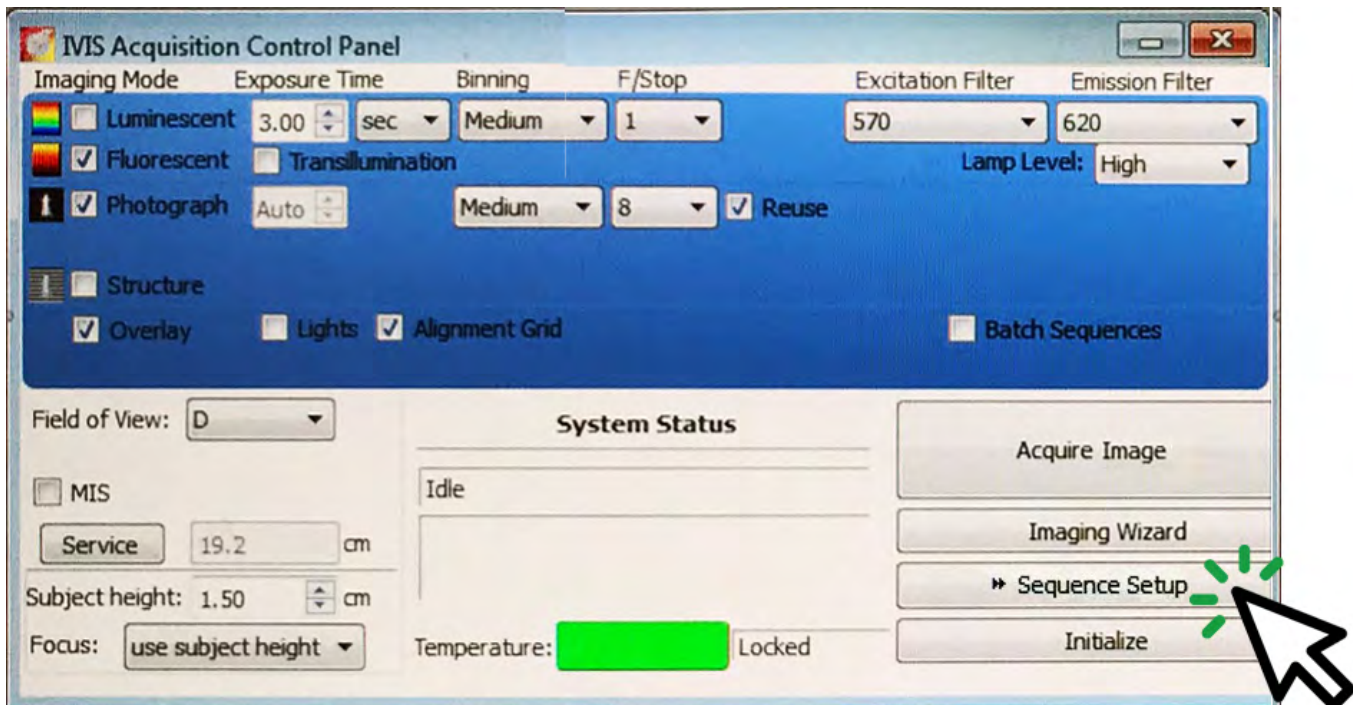 IVIS Acquisition Control Panel
Imaging Mode Exposure Time Binning F/Stop Excitation Filter Emission Filter
Luminescent 3.00 sec Medium 1 570 620
Fluorescent Transillumination Lamp Level: High
Photograph Auto Medium 8 Reuse
Structure
Overlay Lights Alignment Grid Batch Sequences
Field of View: D
System Status
Acquire Image
MIS
Idle
Service 19.2 cm
Imaging Wizard
Subject height: 1.50 cm
Sequence Setup
Focus: use subject height
Temperature: Locked
Initialize